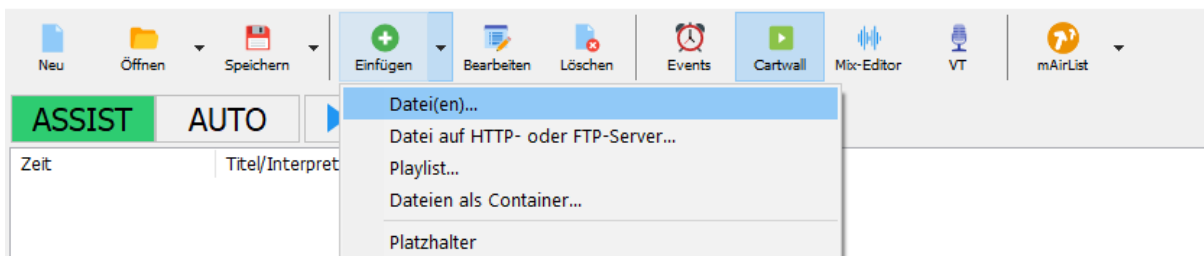 Neu Öffnen Speichern Einfügen Bearbeiten Löschen Events Cartwall Mix-Editor VT mAirList
ASSIST AUTO
Datei(en)...
Datei auf HTTP- oder FTP-Server...
Zeit Titel/Interpret
Playlist...
Dateien als Container...
Platzhalter